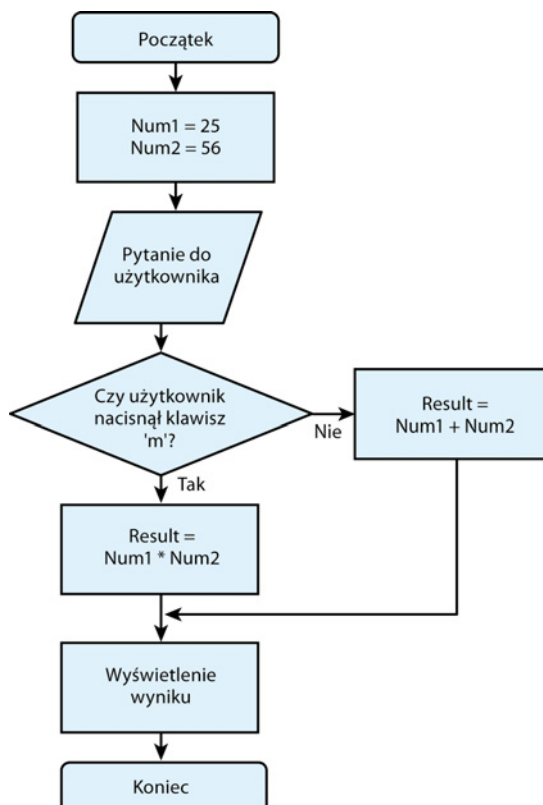 Początek
Num1 = 25
Num2 = 56
Pytanie do
użytkownika
Czy użytkownik
nacisnął klawisz
'm'?
Nie
Result =
Num1 + Num2
Tak
Result =
Num1 * Num2
Wyświetlenie
wyniku
Koniec